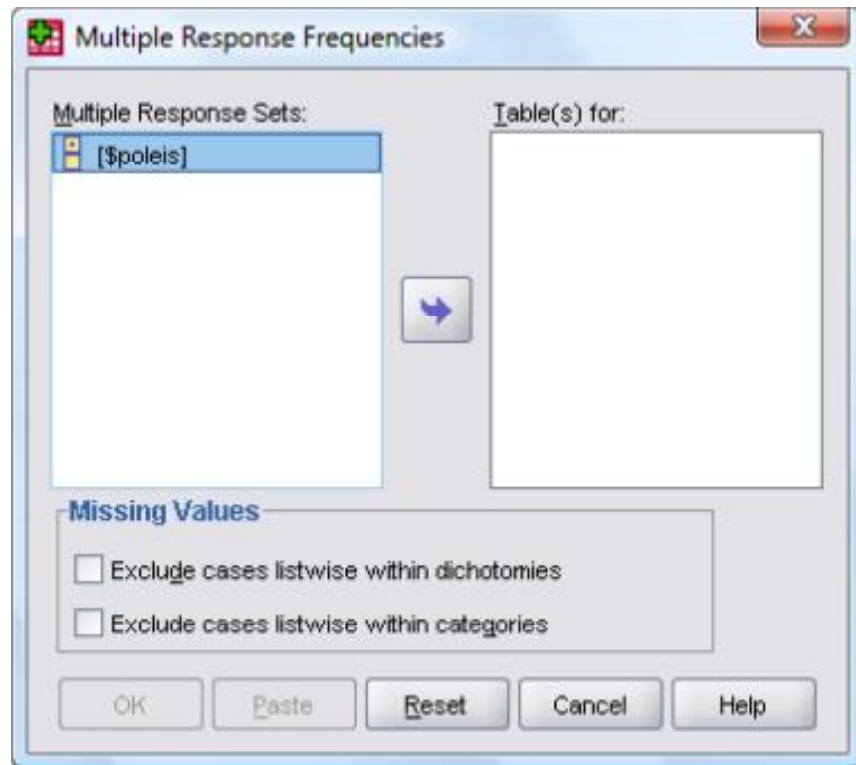 Multiple Response Frequencies
Multiple Response Sets:
Table(s) for:
[$poleis]
Missing Values
Exclude cases listwise within dichotomies
Exclude cases listwise within categories
OK Paste Reset Cancel Help